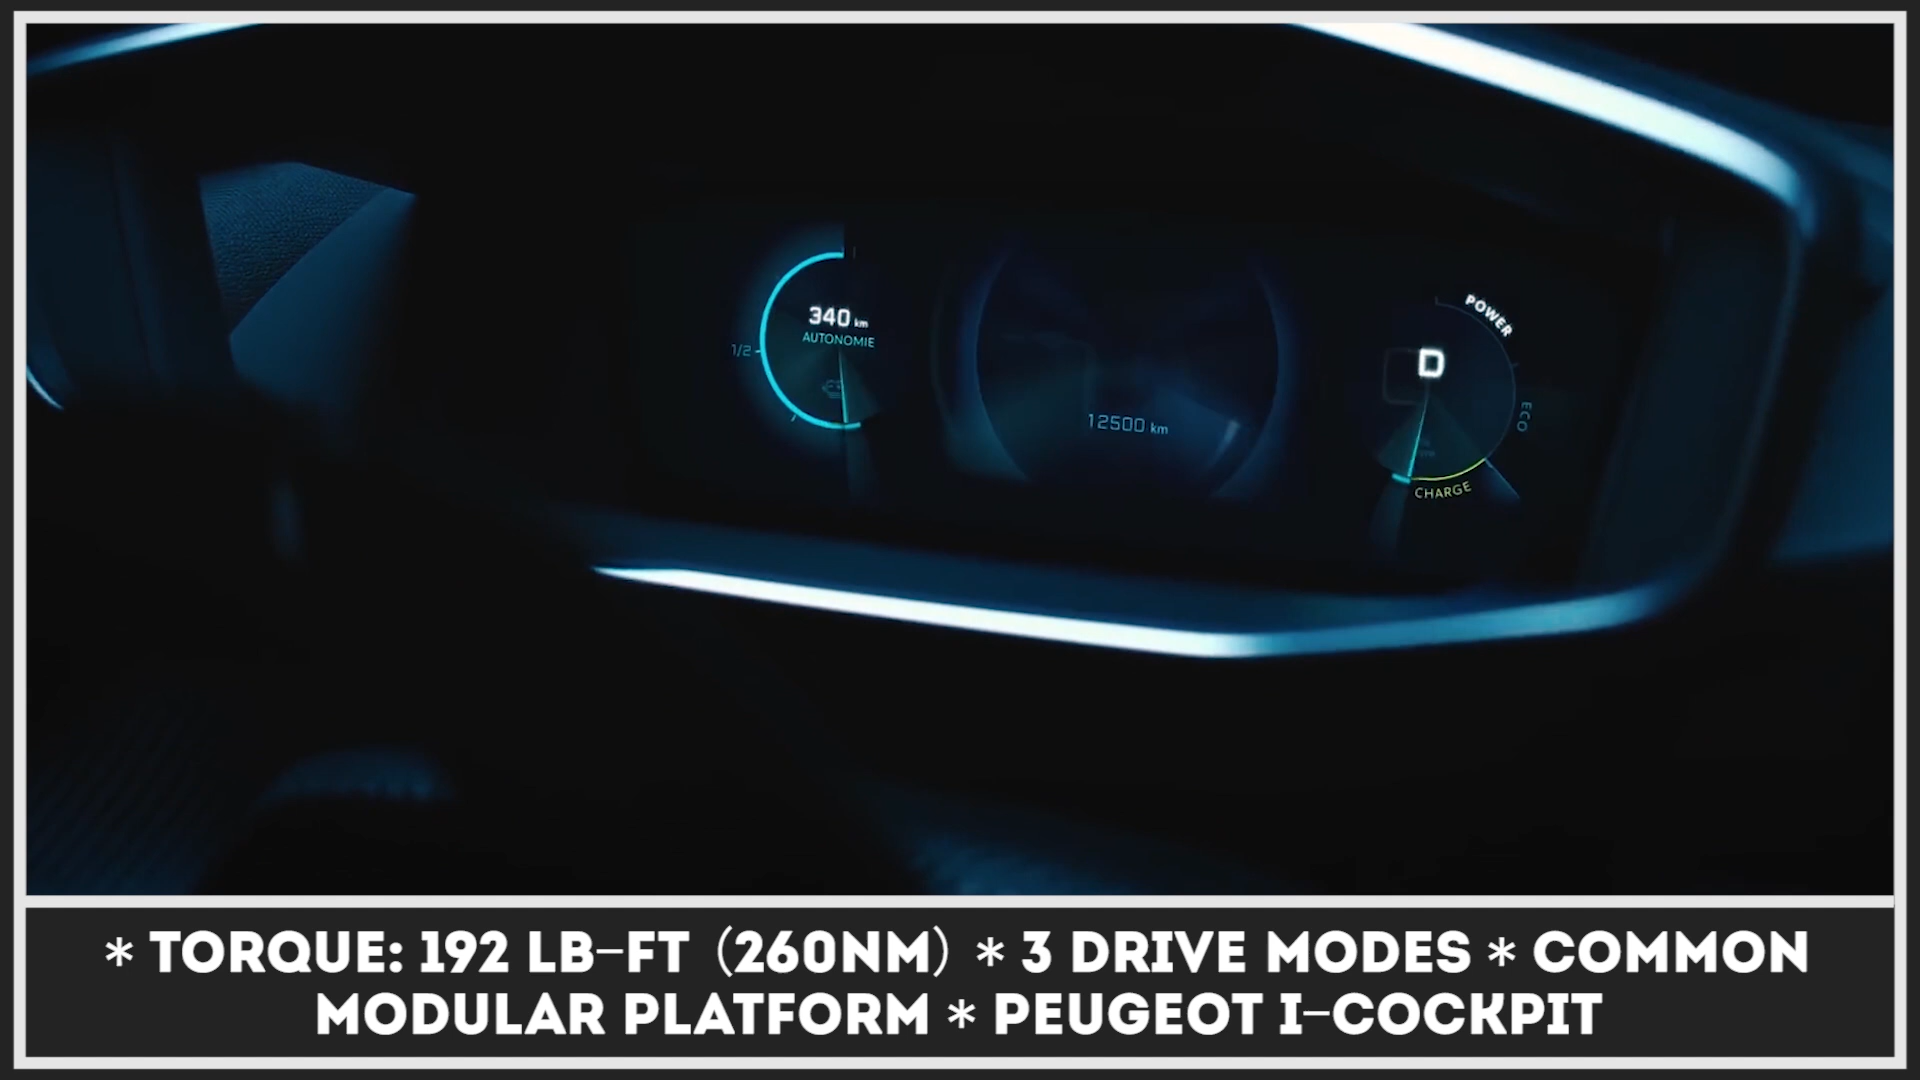 340 km
AUTONOMIE
1/2
12500 km
POWER
D
ECO
CHARGE
* TORQUE: 192 LB-FT (260NM) * 3 DRIVE MODES * COMMON
MODULAR PLATFORM * PEUGEOT I-COCKPIT